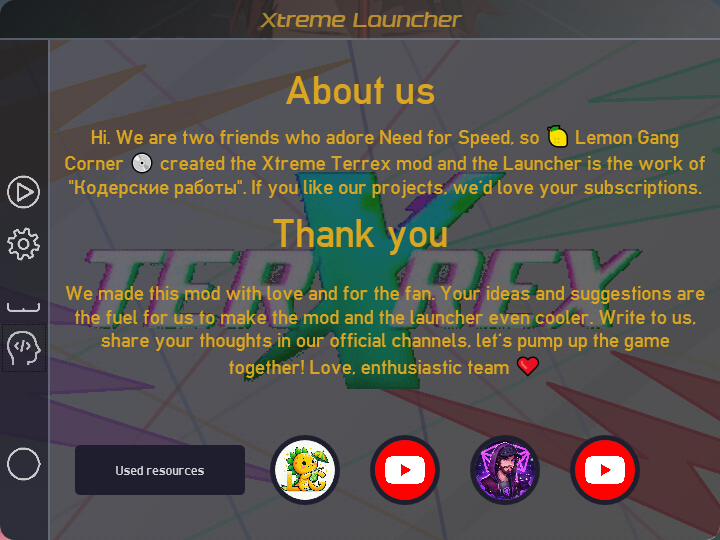 Xtreme Louncher
About us
Hi. We are two friends who adore Need for Speed, so 🍋 Lemon Gang
Corner 💿 created the Xtreme Terrex mod and the Launcher is the work of
"Кодерские работы". If you like our projects, we'd love your subscriptions.
Thank you
TER X REX
We made this mod with love and for the fan. Your ideas and suggestions are
the fuel for us to make the mod and the launcher even cooler. Write to us,
share your thoughts in our official channels, let's pump up the game
together! Love, enthusiastic team ❤️
Used resources
LGC